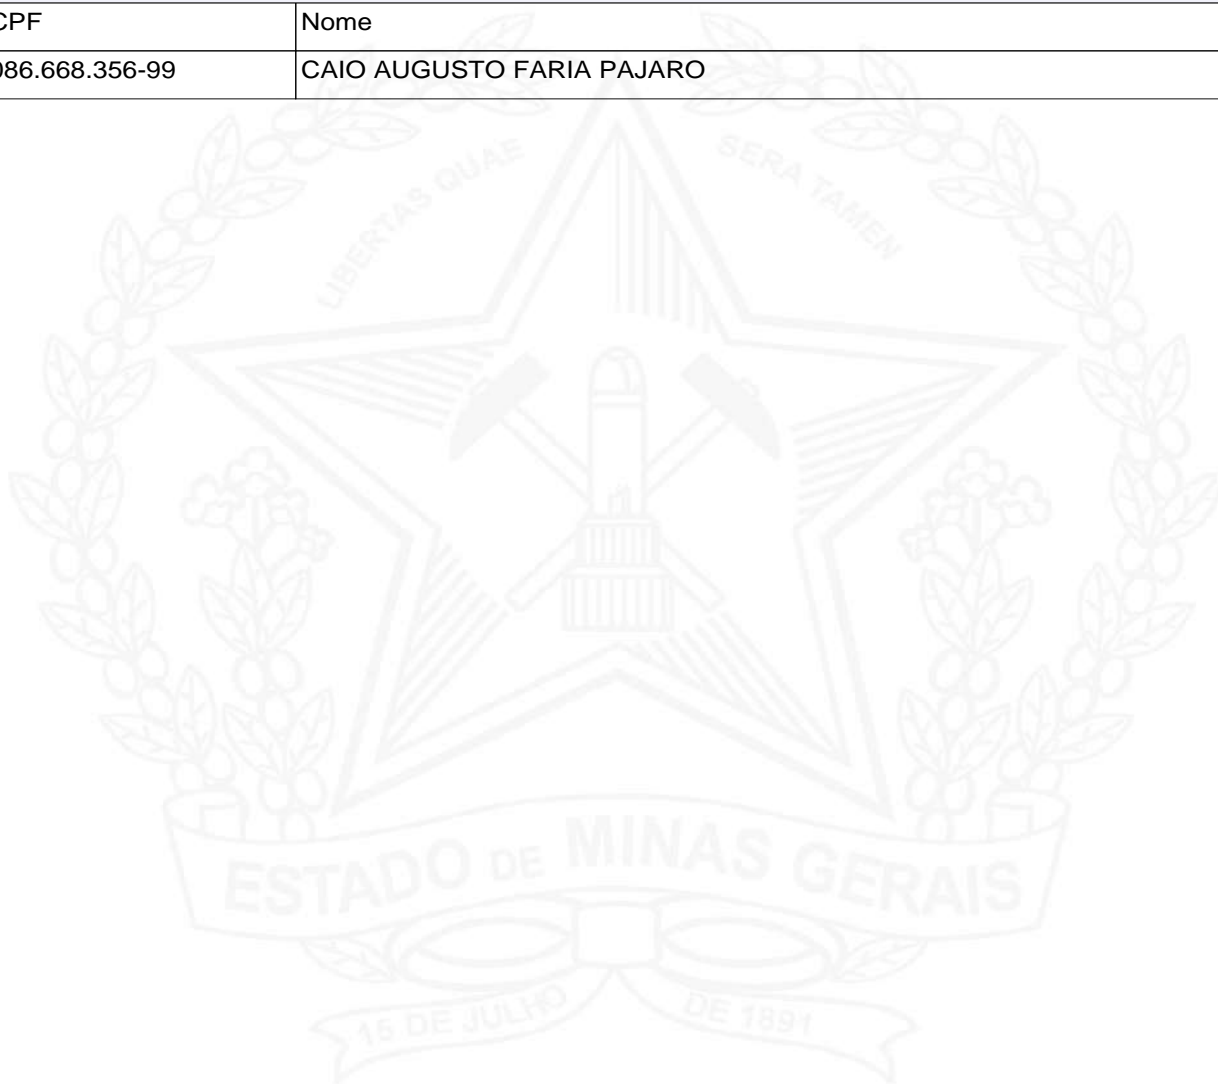 CPF Nome
086.668.356-99 CAIO AUGUSTO FARIA PAJARO
LIBERTAS QUAE SERA TAMEN
ESTADO DE MINAS GERAIS
15 DE JULHO DE 1891